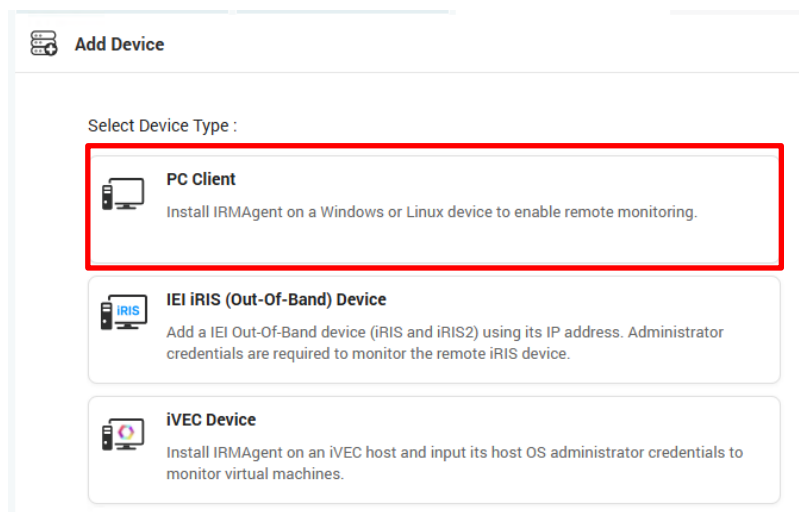 Add Device
Select Device Type :
PC Client
Install IRMAgent on a Windows or Linux device to enable remote monitoring.
iRIS
IEI iRIS (Out-Of-Band) Device
Add a IEI Out-Of-Band device (iRIS and iRIS2) using its IP address. Administrator
credentials are required to monitor the remote iRIS device.
iVEC Device
Install IRMAgent on an iVEC host and input its host OS administrator credentials to
monitor virtual machines.